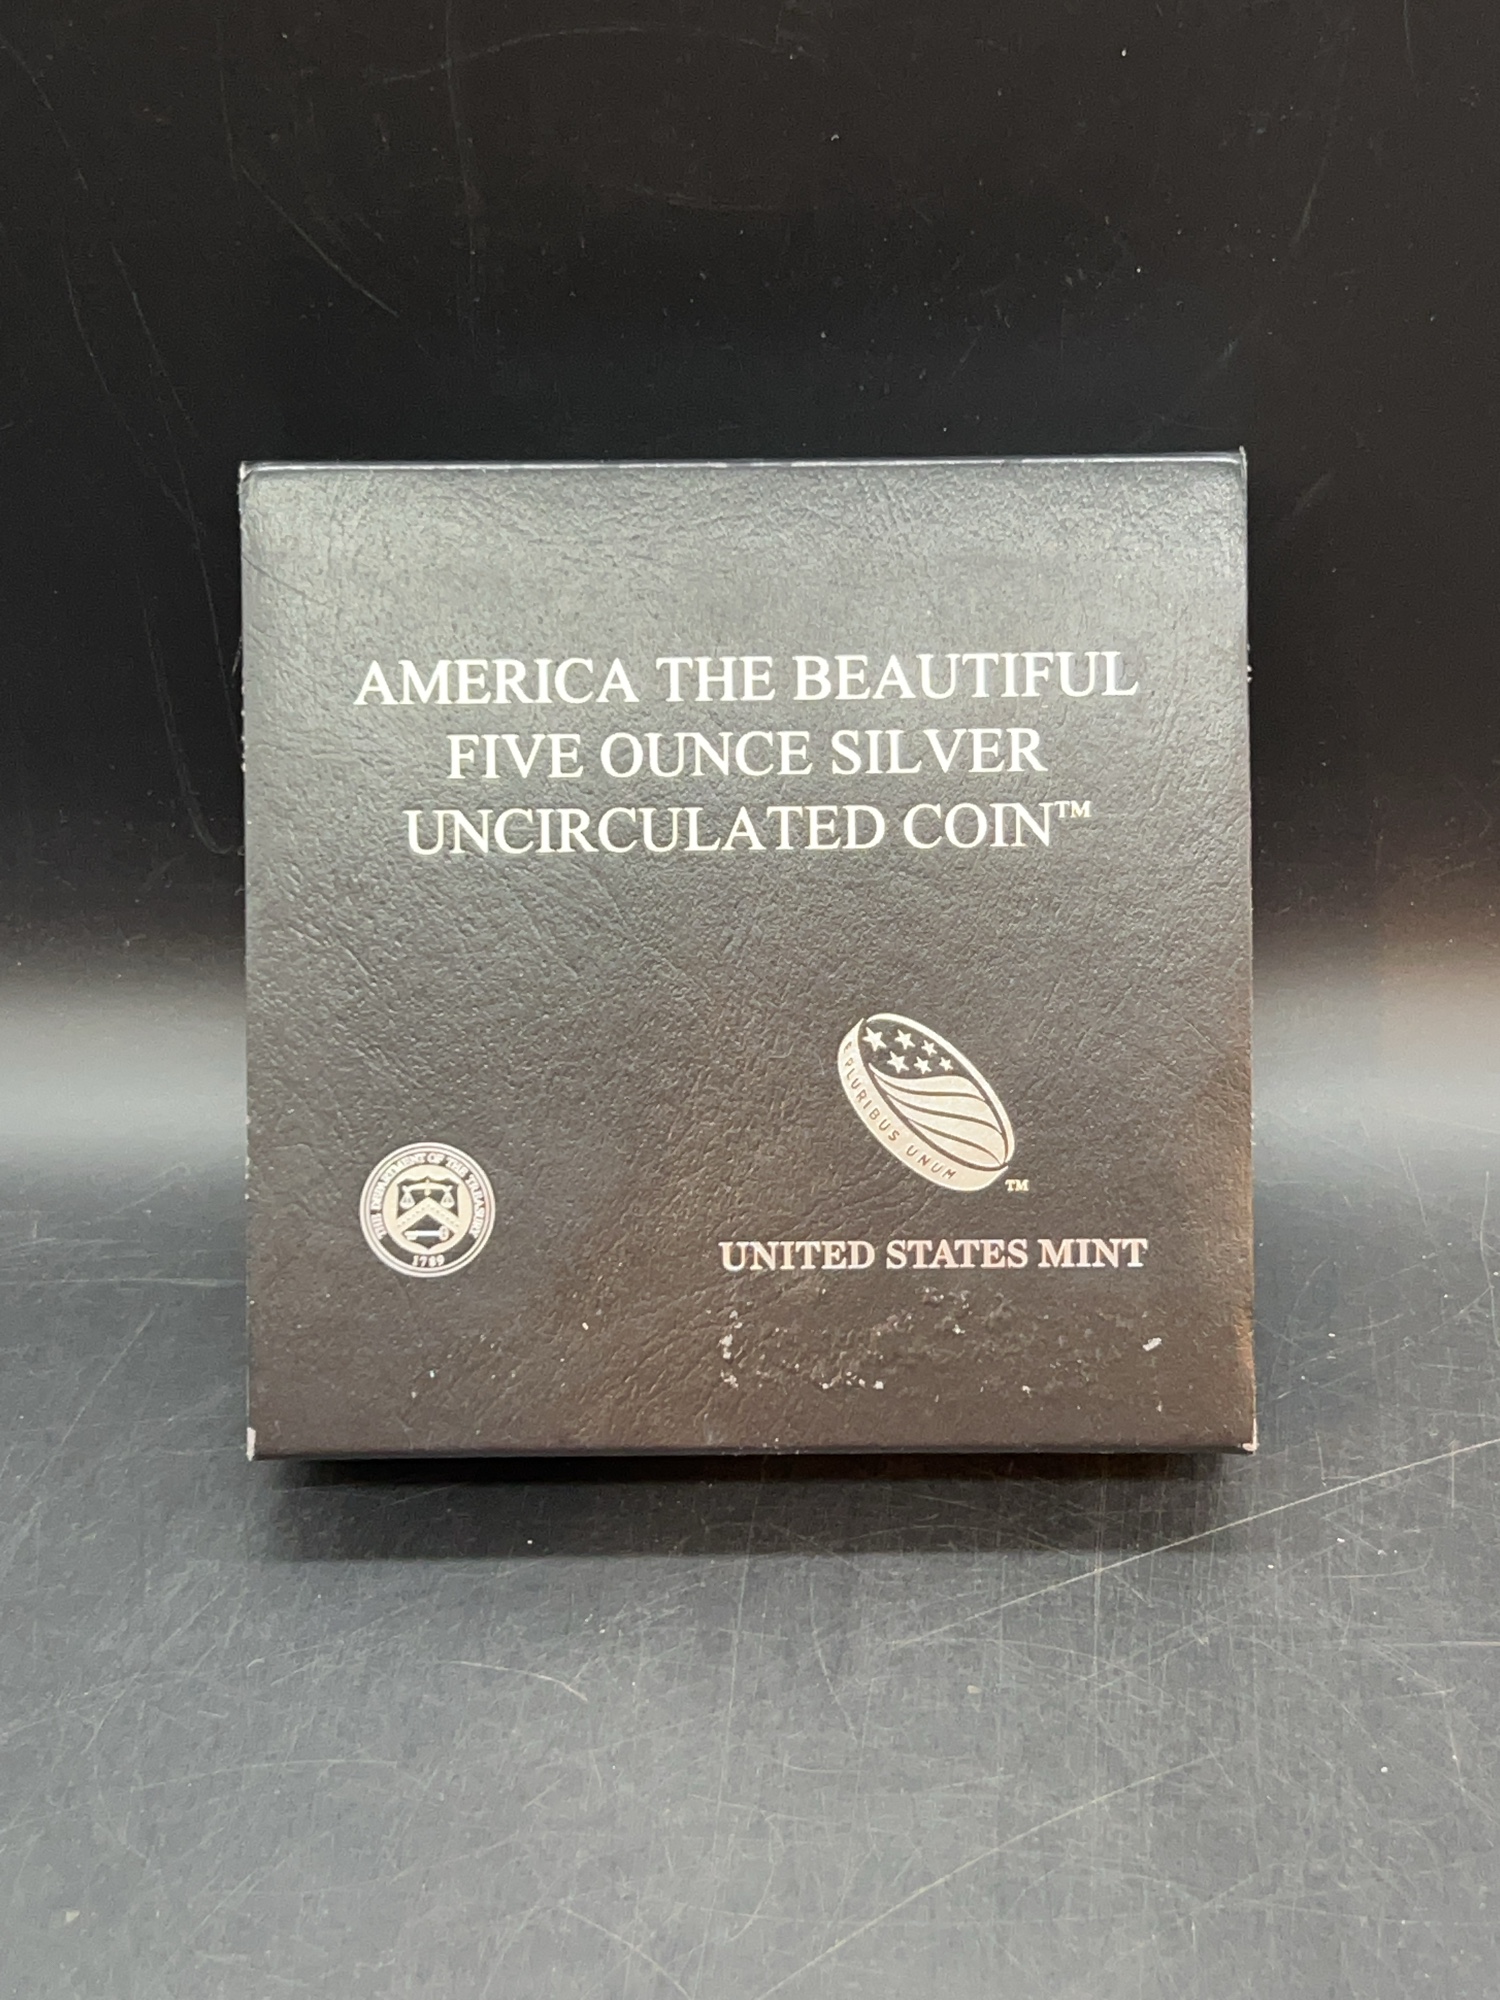 AMERICA THE BEAUTIFUL
FIVE OUNCE SILVER
UNCIRCULATED COIN™
E PLURIBUS UNUM
TM
THE DEPARTMENT OF THE TREASURY
1789
UNITED STATES MINT